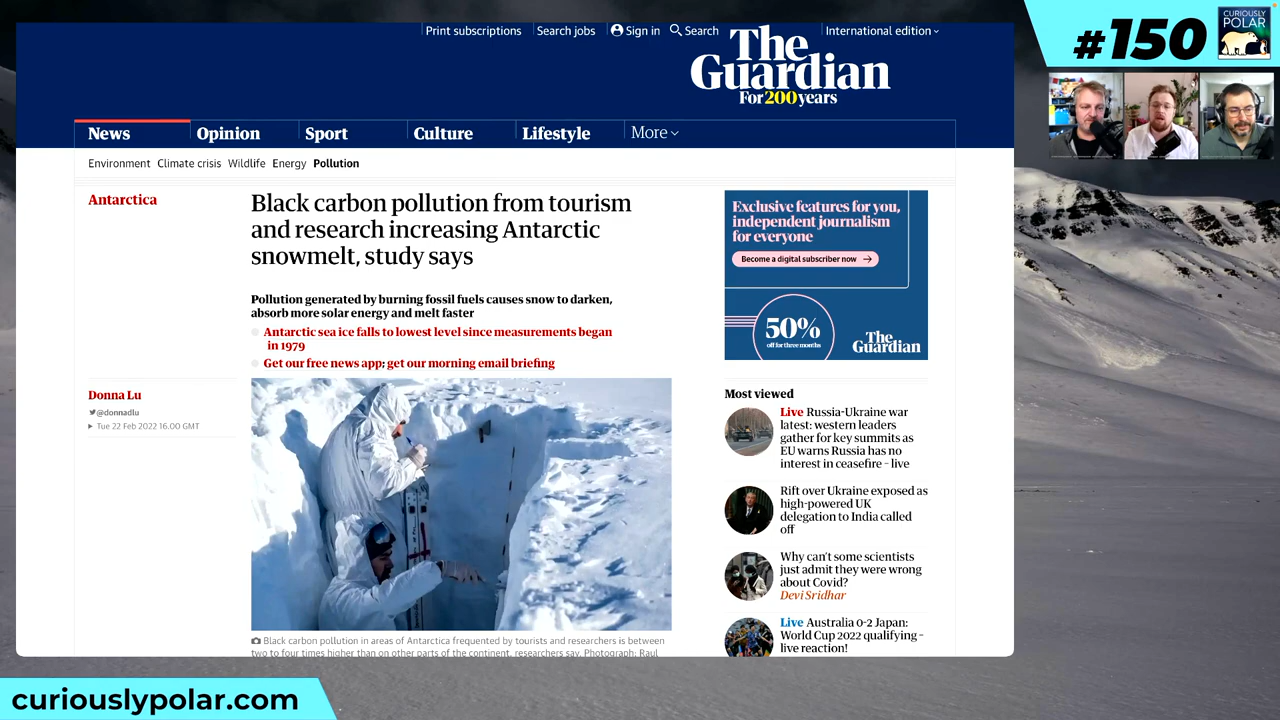 Print subscriptions
Search jobs
Sign in
Search
International edition
The
Guardian
For200years
News
Opinion
Sport
Culture
Lifestyle
More
Environment
Climate crisis
Wildlife
Energy
Pollution
Antarctica
Black carbon pollution from tourism
and research increasing Antarctic
snowmelt, study says
Pollution generated by burning fossil fuels causes snow to darken,
absorb more solar energy and melt faster
Antarctic sea ice falls to lowest level since measurements began
in 1979
Get our free news app; get our morning email briefing
Donna Lu
@donnadlu
Tue 22 Feb 2022 16.00 GMT
Black carbon pollution in areas of Antarctica frequented by tourists and researchers is between
two to four times higher than on other parts of the continent, researchers say. Photograph: Raul
Exclusive features for you,
independent journalism
for everyone
Become a digital subscriber now
50%
off for three months
The
Guardian
Most viewed
Live Russia-Ukraine war
latest: western leaders
gather for key summits as
EU warns Russia has no
interest in ceasefire – live
Rift over Ukraine exposed as
high-powered UK
delegation to India called
off
Why can't some scientists
just admit they were wrong
about Covid?
Devi Sridhar
Live Australia 0-2 Japan:
World Cup 2022 qualifying –
live reaction!
#150
CURIOUSLY
POLAR
curiouslypolar.com